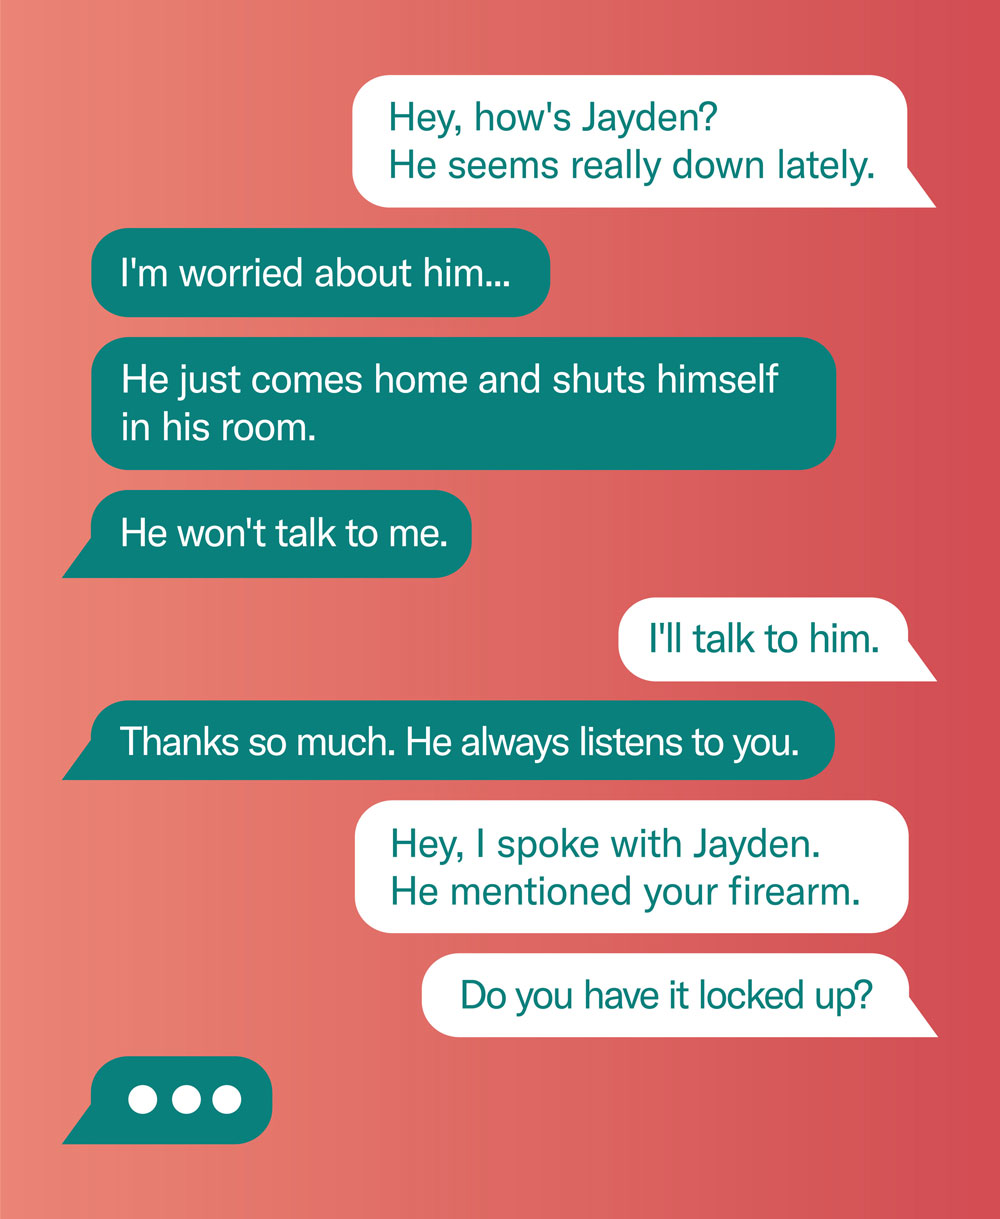 Hey, how's Jayden?
He seems really down lately.
I'm worried about him...
He just comes home and shuts himself
in his room.
He won't talk to me.
I'll talk to him.
Thanks so much. He always listens to you.
Hey, I spoke with Jayden.
He mentioned your firearm.
Do you have it locked up?